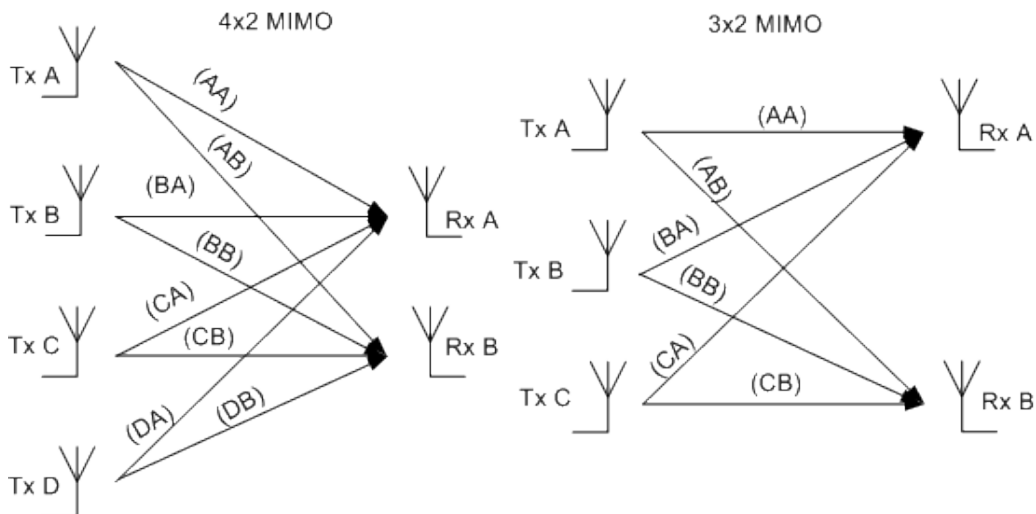 4x2 MIMO
Tx A
(AA)
(AB)
Tx B
(BA)
Rx A
(BB)
(CA)
Tx C
(CB)
Rx B
(DA)
(DB)
Tx D
3x2 MIMO
Tx A
(AA)
Rx A
(AB)
(BA)
Tx B
(BB)
(CA)
Tx C
(CB)
Rx B